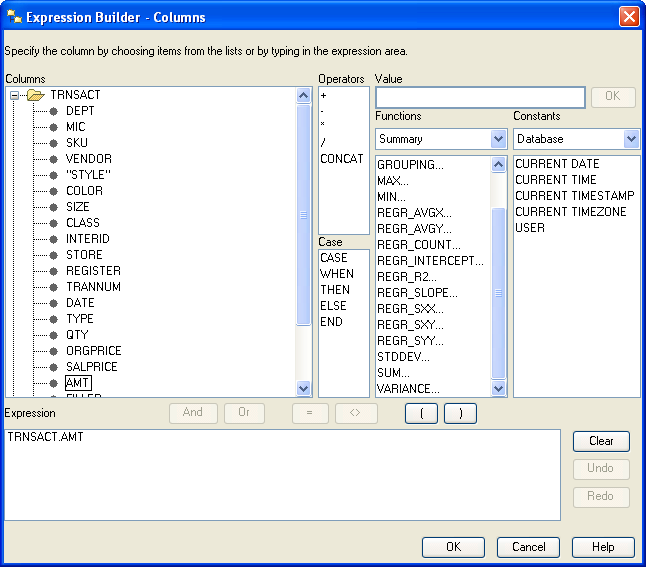 Expression Builder - Columns
Specify the column by choosing items from the lists or by typing in the expression area.
Columns
TRNSACT
DEPT
MIC
SKU
VENDOR
"STYLE"
COLOR
SIZE
CLASS
INTERID
STORE
REGISTER
TRANNUM
DATE
TYPE
QTY
ORGPRICE
SALPRICE
AMT
FILLER
Operators
+
-
*
/
CONCAT
Case
CASE
WHEN
THEN
ELSE
END
Value
OK
Functions
Summary
GROUPING...
MAX...
MIN...
REGR_AVGX...
REGR_AVGY...
REGR_COUNT...
REGR_INTERCEPT...
REGR_R2...
REGR_SLOPE...
REGR_SXX...
REGR_SXY...
REGR_SYY...
STDDEV...
SUM...
VARIANCE...
Constants
Database
CURRENT DATE
CURRENT TIME
CURRENT TIMESTAMP
CURRENT TIMEZONE
USER
Expression
And
Or
=
<>
(
)
TRNSACT.AMT
Clear
Undo
Redo
OK
Cancel
Help